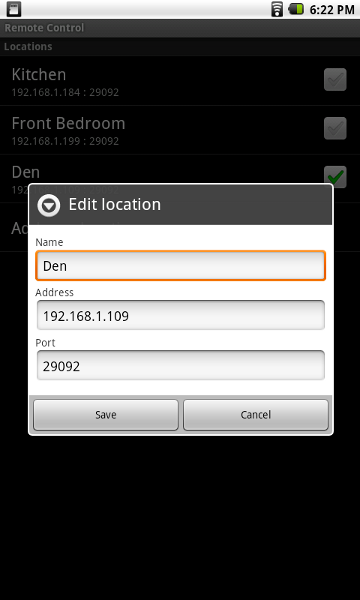 6:22 PM
Remote Control
Locations
Kitchen
192.168.1.184 : 29092
Front Bedroom
192.168.1.199 : 29092
Den
192
Ad
Edit location
Name
Den
Address
192.168.1.109
Port
29092
Save Cancel